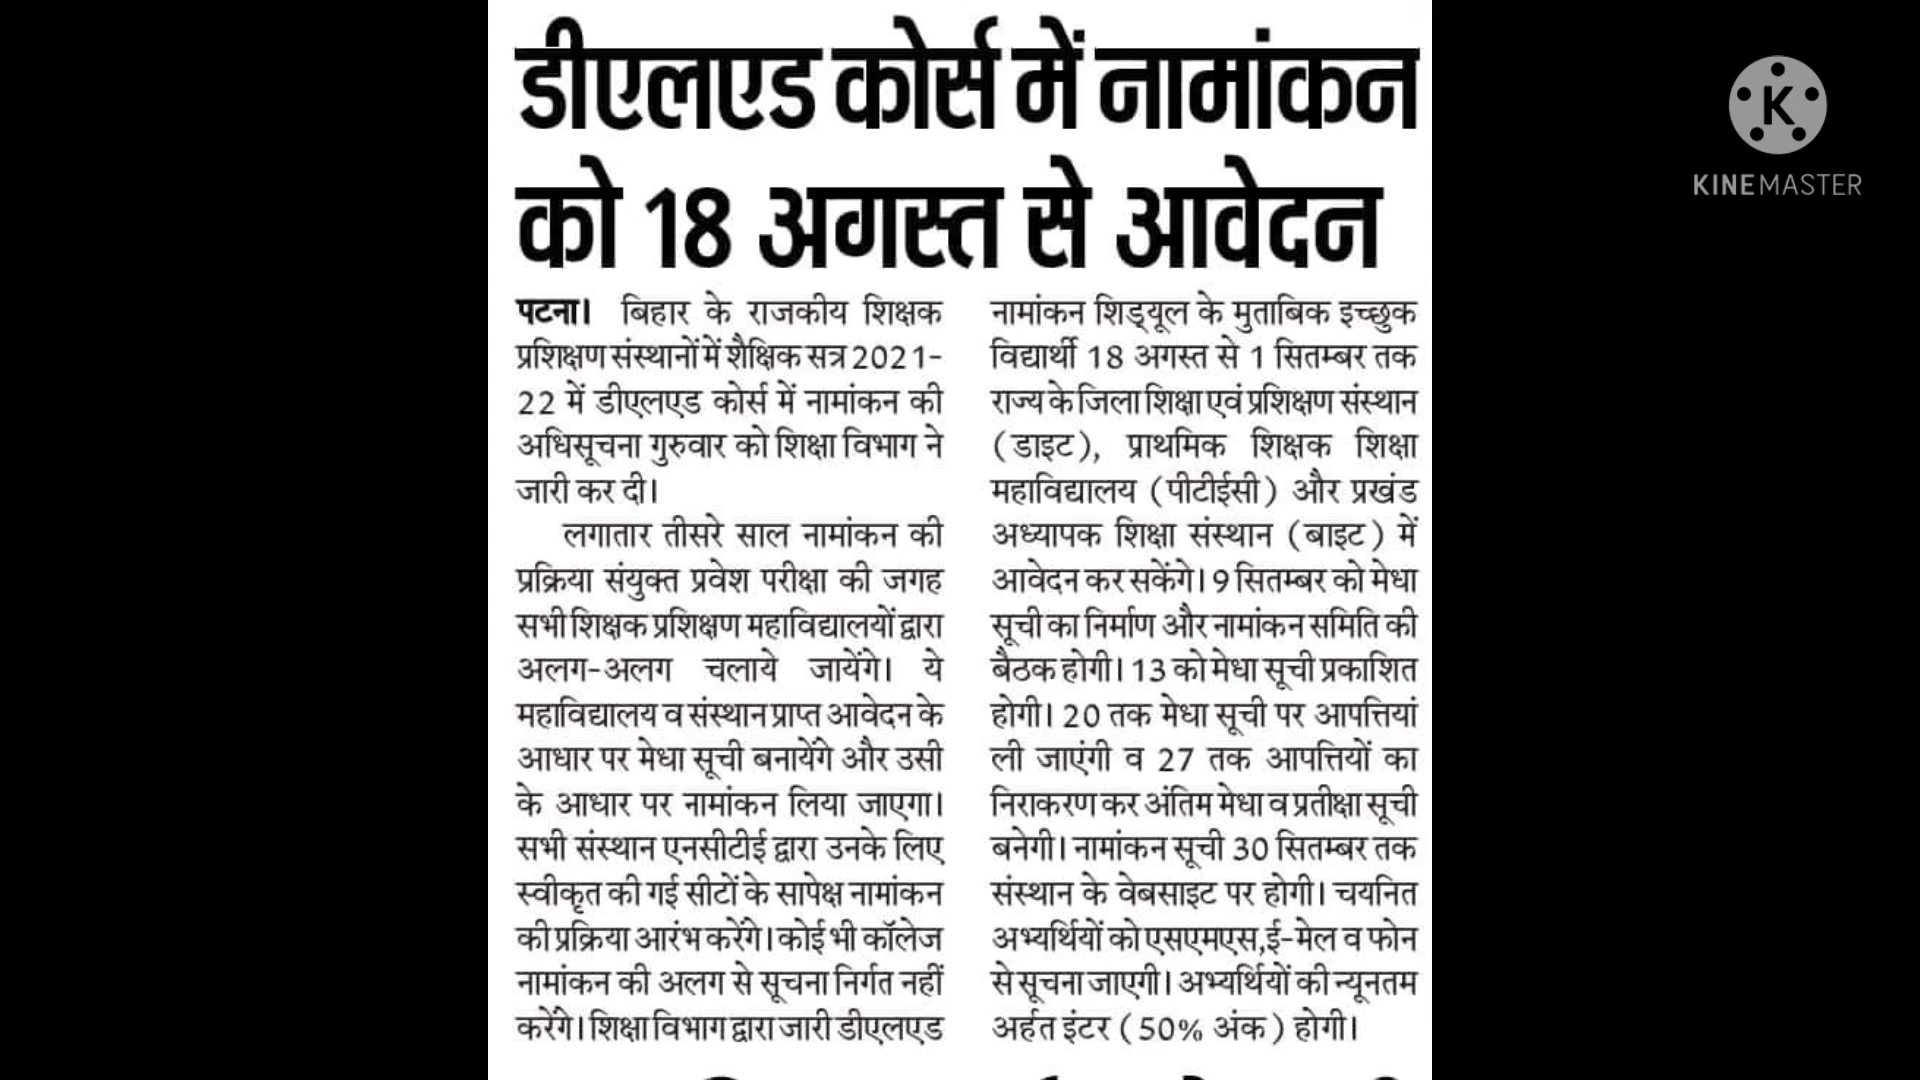 डीएलएड कोर्स में नामांकन
को 18 अगस्त से आवेदन
पटना। बिहार के राजकीय शिक्षक
प्रशिक्षण संस्थानों में शैक्षिक सत्र 2021-
22 में डीएलएड कोर्स में नामांकन की
अधिसूचना गुरुवार को शिक्षा विभाग ने
जारी कर दी।
लगातार तीसरे साल नामांकन की
प्रक्रिया संयुक्त प्रवेश परीक्षा की जगह
सभी शिक्षक प्रशिक्षण महाविद्यालयों द्वारा
अलग-अलग चलाये जायेंगे। ये
महाविद्यालय व संस्थान प्राप्त आवेदन के
आधार पर मेधा सूची बनायेंगे और उसी
के आधार पर नामांकन लिया जाएगा।
सभी संस्थान एनसीटीई द्वारा उनके लिए
स्वीकृत की गई सीटों के सापेक्ष नामांकन
की प्रक्रिया आरंभ करेंगे। कोई भी कॉलेज
नामांकन की अलग से सूचना निर्गत नहीं
करेंगे। शिक्षा विभाग द्वारा जारी डीएलएड
नामांकन शिड्यूल के मुताबिक इच्छुक
विद्यार्थी 18 अगस्त से 1 सितम्बर तक
राज्य के जिला शिक्षा एवं प्रशिक्षण संस्थान
(डाइट), प्राथमिक शिक्षक शिक्षा
महाविद्यालय (पीटीईसी) और प्रखंड
अध्यापक शिक्षा संस्थान (बाइट) में
आवेदन कर सकेंगे। 9 सितम्बर को मेधा
सूची का निर्माण और नामांकन समिति की
बैठक होगी। 13 को मेधा सूची प्रकाशित
होगी। 20 तक मेधा सूची पर आपत्तियां
ली जाएंगी व 27 तक आपत्तियों का
निराकरण कर अंतिम मेधा व प्रतीक्षा सूची
बनेगी। नामांकन सूची 30 सितम्बर तक
संस्थान के वेबसाइट पर होगी। चयनित
अभ्यर्थियों को एसएमएस,ई-मेल व फोन
से सूचना जाएगी। अभ्यर्थियों की न्यूनतम
अर्हत इंटर (50% अंक) होगी।
K
KINEMASTER